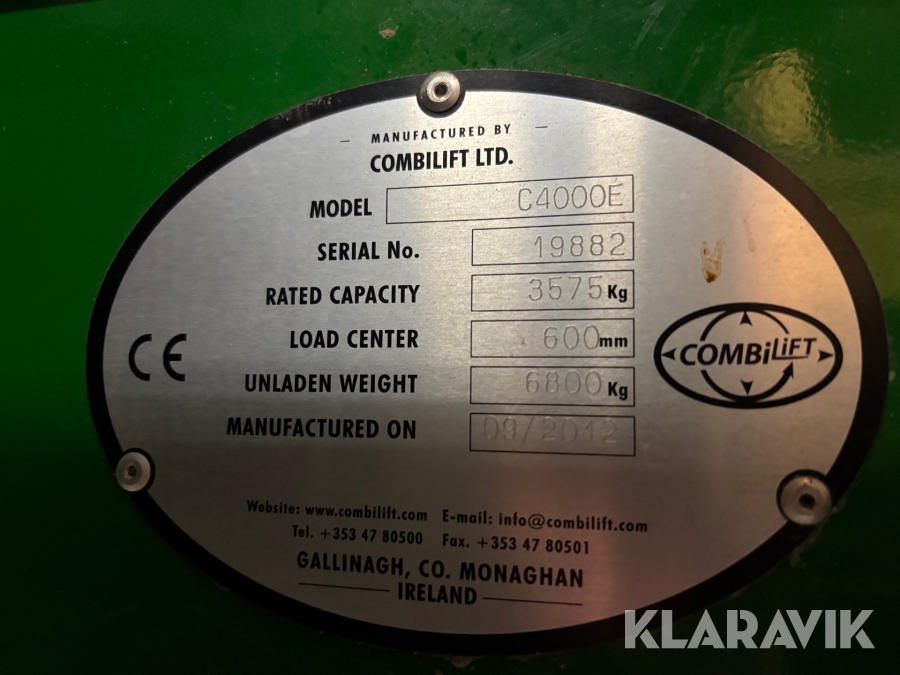 MANUFACTURED BY
COMBILIFT LTD.
MODEL C4000E
SERIAL No. 19882
RATED CAPACITY 3575 Kg
LOAD CENTER 600 mm
UNLADEN WEIGHT 6800 Kg
MANUFACTURED ON 09/2012
CE
COMBiLiFT
Website: www.combilift.com E-mail: info@combilift.com
Tel. +353 47 80500 Fax. +353 47 80501
GALLINAGH, CO. MONAGHAN
IRELAND
KLARAVIK